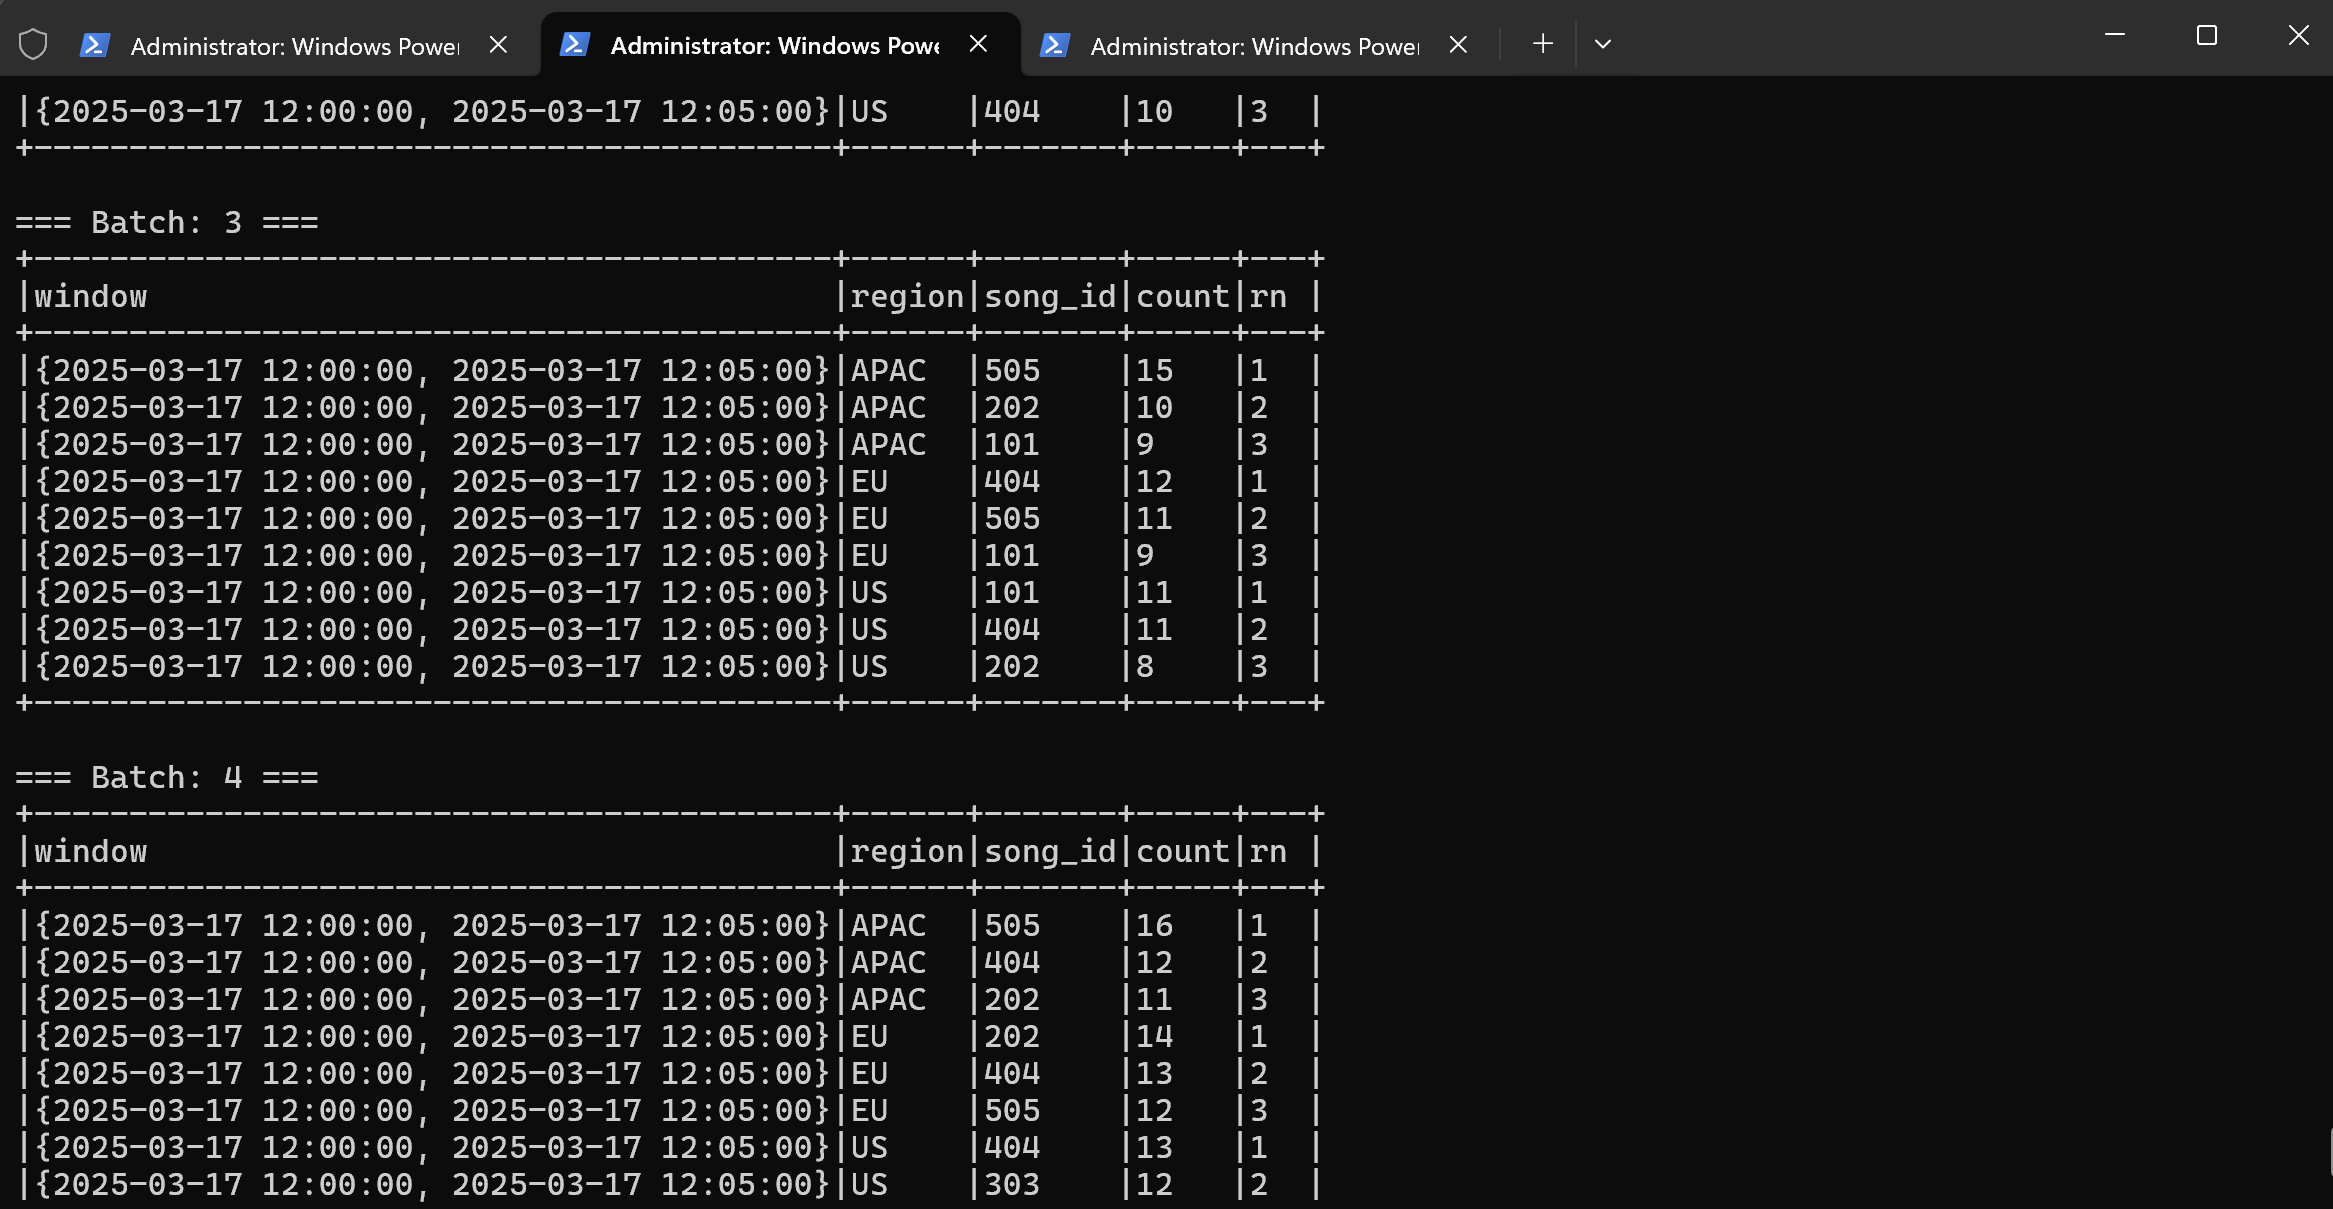 Administrator: Windows Power Administrator: Windows Powe Administrator: Windows Power
|{2025-03-17 12:00:00, 2025-03-17 12:05:00}|US    |404    |10   |3  |
+------------------------------------------+------+-------+-----+---+
=== Batch: 3 ===
+------------------------------------------+------+-------+-----+---+
|window                                    |region|song_id|count|rn |
+------------------------------------------+------+-------+-----+---+
|{2025-03-17 12:00:00, 2025-03-17 12:05:00}|APAC  |505    |15   |1  |
|{2025-03-17 12:00:00, 2025-03-17 12:05:00}|APAC  |202    |10   |2  |
|{2025-03-17 12:00:00, 2025-03-17 12:05:00}|APAC  |101    |9    |3  |
|{2025-03-17 12:00:00, 2025-03-17 12:05:00}|EU    |404    |12   |1  |
|{2025-03-17 12:00:00, 2025-03-17 12:05:00}|EU    |505    |11   |2  |
|{2025-03-17 12:00:00, 2025-03-17 12:05:00}|EU    |101    |9    |3  |
|{2025-03-17 12:00:00, 2025-03-17 12:05:00}|US    |101    |11   |1  |
|{2025-03-17 12:00:00, 2025-03-17 12:05:00}|US    |404    |11   |2  |
|{2025-03-17 12:00:00, 2025-03-17 12:05:00}|US    |202    |8    |3  |
+------------------------------------------+------+-------+-----+---+
=== Batch: 4 ===
+------------------------------------------+------+-------+-----+---+
|window                                    |region|song_id|count|rn |
+------------------------------------------+------+-------+-----+---+
|{2025-03-17 12:00:00, 2025-03-17 12:05:00}|APAC  |505    |16   |1  |
|{2025-03-17 12:00:00, 2025-03-17 12:05:00}|APAC  |404    |12   |2  |
|{2025-03-17 12:00:00, 2025-03-17 12:05:00}|APAC  |202    |11   |3  |
|{2025-03-17 12:00:00, 2025-03-17 12:05:00}|EU    |202    |14   |1  |
|{2025-03-17 12:00:00, 2025-03-17 12:05:00}|EU    |404    |13   |2  |
|{2025-03-17 12:00:00, 2025-03-17 12:05:00}|EU    |505    |12   |3  |
|{2025-03-17 12:00:00, 2025-03-17 12:05:00}|US    |404    |13   |1  |
|{2025-03-17 12:00:00, 2025-03-17 12:05:00}|US    |303    |12   |2  |